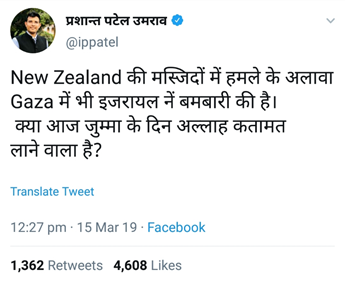 प्रशान्त पटेल उमराव
@ippatel
New Zealand की मस्जिदों में हमले के अलावा
Gaza में भी इजरायल नें बमबारी की है।
क्या आज जुम्मा के दिन अल्लाह कतामत
लाने वाला है?
Translate Tweet
12:27 pm · 15 Mar 19 · Facebook
1,362 Retweets 4,608 Likes